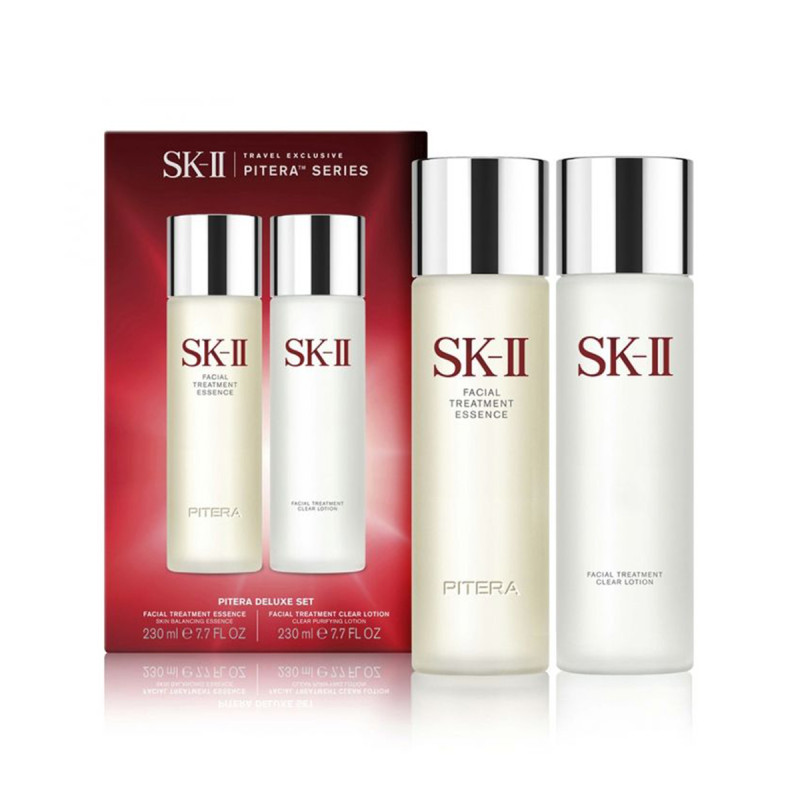 SK-II
TRAVEL EXCLUSIVE
PITERA™ SERIES
SK-II
FACIAL
TREATMENT
ESSENCE
PITERA
SK-II
FACIAL TREATMENT
CLEAR LOTION
PITERA DELUXE SET
FACIAL TREATMENT ESSENCE
SKIN BALANCING ESSENCE
230 ml ℮ 7.7 FL OZ
FACIAL TREATMENT CLEAR LOTION
CLEAR PURIFYING LOTION
230 ml ℮ 7.7 FL OZ
SK-II
FACIAL
TREATMENT
ESSENCE
PITERA
SK-II
FACIAL TREATMENT
CLEAR LOTION